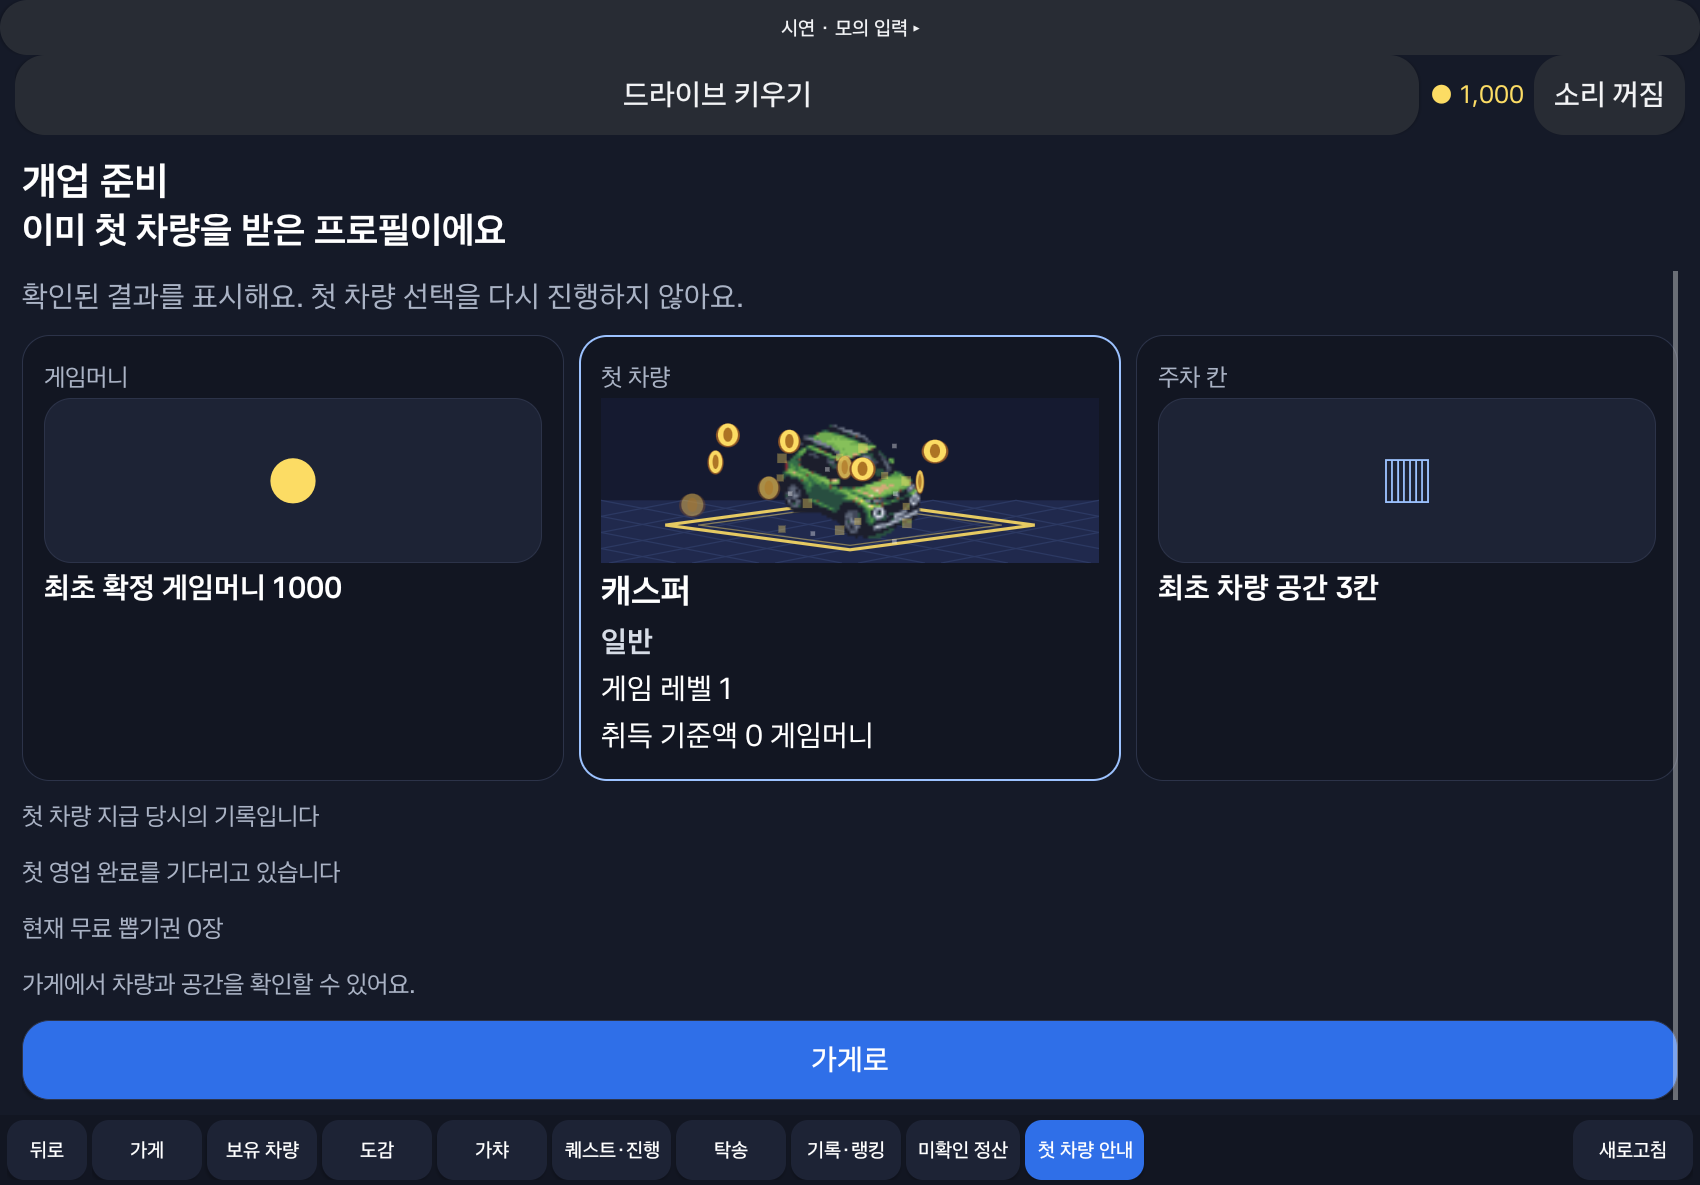 시연 · 모의 입력 ▸
드라이브 키우기
1,000
소리 꺼짐
개업 준비
이미 첫 차량을 받은 프로필이에요
확인된 결과를 표시해요. 첫 차량 선택을 다시 진행하지 않아요.
게임머니
최초 확정 게임머니 1000
첫 차량
캐스퍼
일반
게임 레벨 1
취득 기준액 0 게임머니
주차 칸
최초 차량 공간 3칸
첫 차량 지급 당시의 기록입니다
첫 영업 완료를 기다리고 있습니다
현재 무료 뽑기권 0장
가게에서 차량과 공간을 확인할 수 있어요.
가게로
뒤로
가게
보유 차량
도감
가챠
퀘스트·진행
탁송
기록·랭킹
미확인 정산
첫 차량 안내
새로고침